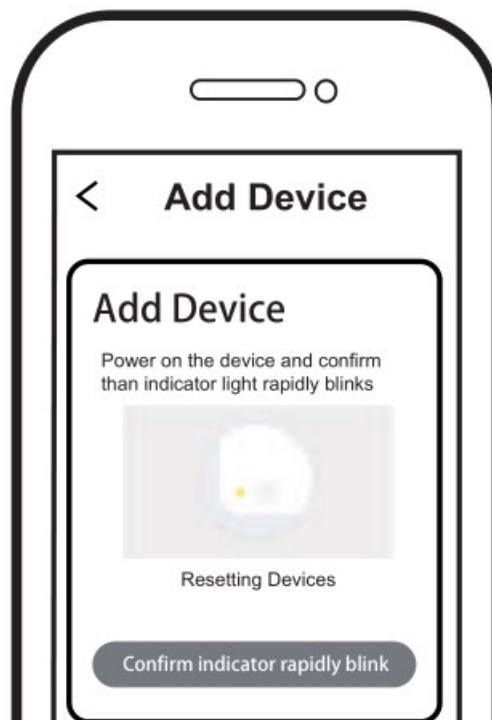 Add Device
Add Device
Power on the device and confirm
than indicator light rapidly blinks
Resetting Devices
Confirm indicator rapidly blink